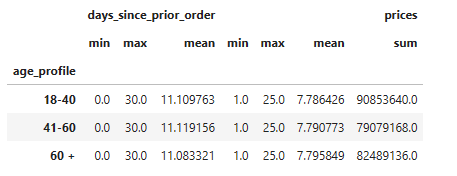 days_since_prior_order prices
min max mean min max mean sum
age_profile
18-40 0.0 30.0 11.109763 1.0 25.0 7.786426 90853640.0
41-60 0.0 30.0 11.119156 1.0 25.0 7.790773 79079168.0
60 + 0.0 30.0 11.083321 1.0 25.0 7.795849 82489136.0